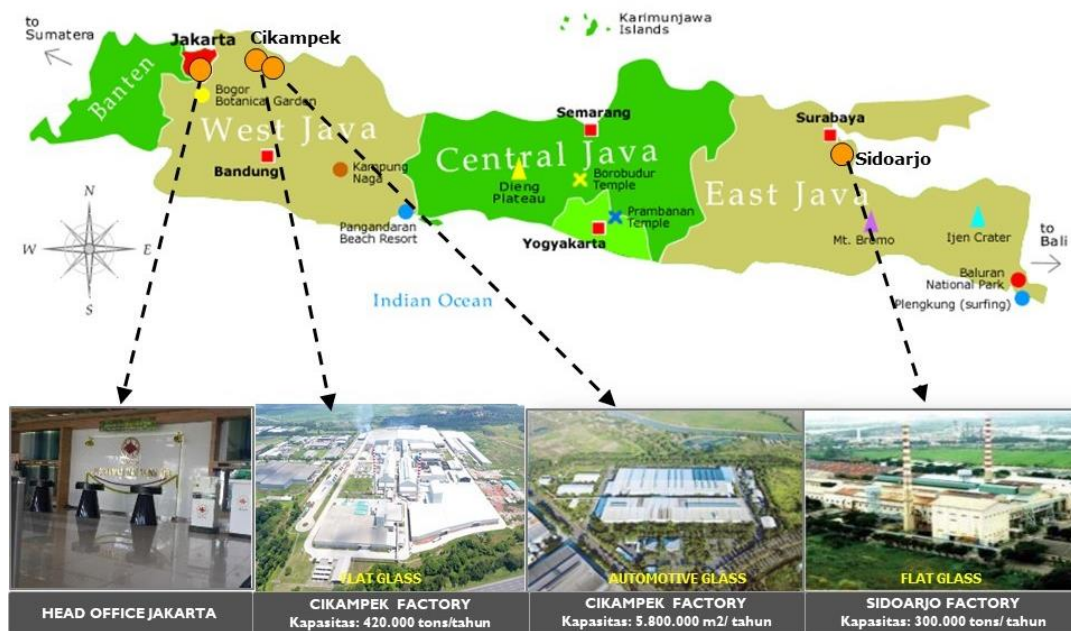 to
Sumatera
Jakarta
Cikampek
Karimunjawa
Islands
Banten
Bogor
Botanical Garden
West Java
Bandung
Kampung
Naga
Pangandaran
Beach Resort
Semarang
Central Java
Dieng
Plateau
Borobudur
Temple
Prambanan
Temple
Yogyakarta
Surabaya
Sidoarjo
East Java
Mt. Bromo
Ijen Crater
to
Bali
Baluran
National Park
Plengkung (surfing)
N
W
E
S
Indian Ocean
FLAT GLASS
AUTOMOTIVE GLASS
FLAT GLASS
HEAD OFFICE JAKARTA
CIKAMPEK FACTORY
Kapasitas: 420.000 tons/tahun
CIKAMPEK FACTORY
Kapasitas: 5.800.000 m2/ tahun
SIDOARJO FACTORY
Kapasitas: 300.000 tons/tahun